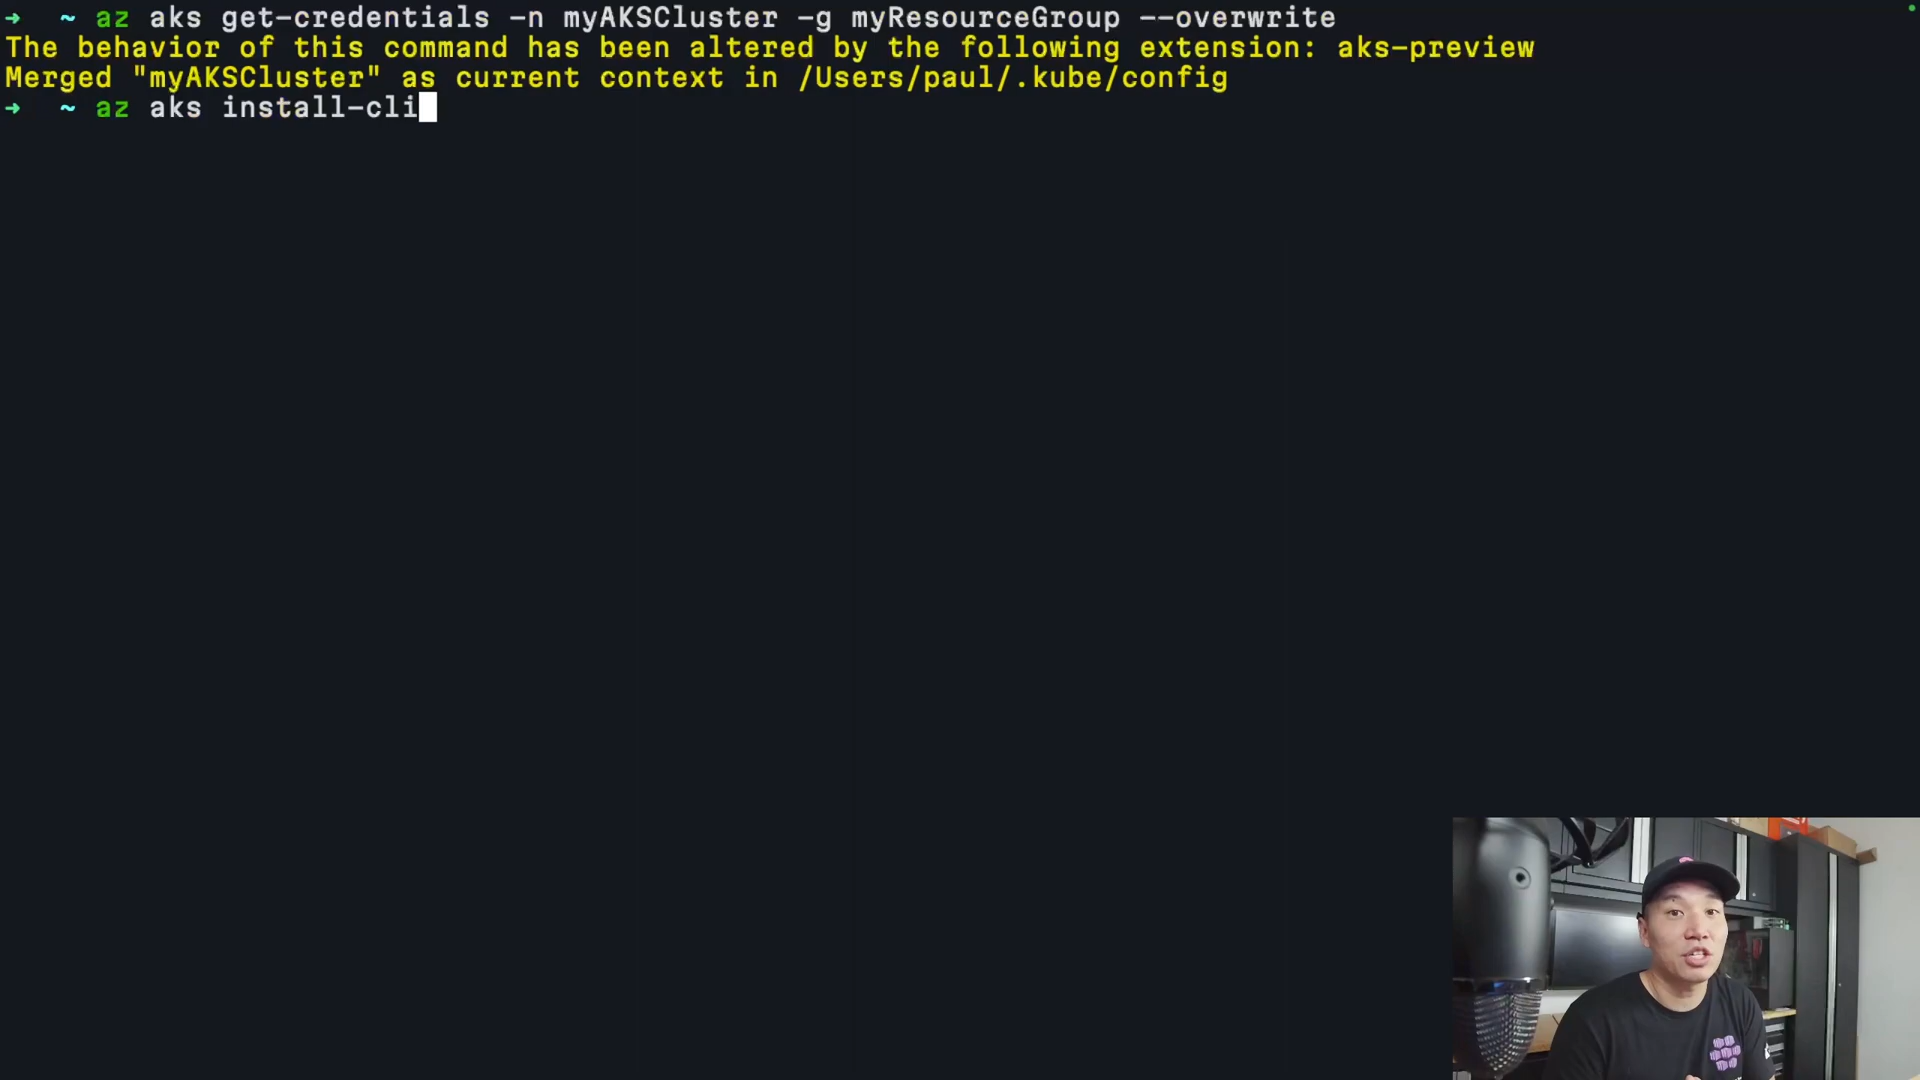 → ~ az aks get-credentials -n myAKSCluster -g myResourceGroup --overwrite
The behavior of this command has been altered by the following extension: aks-preview
Merged "myAKSCluster" as current context in /Users/paul/.kube/config
→ ~ az aks install-cli